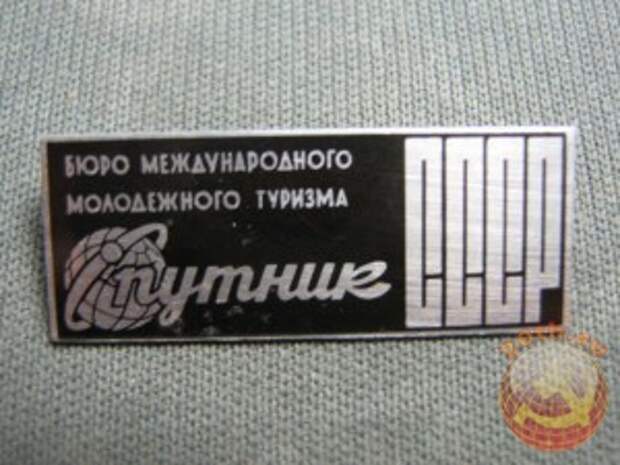 БЮРО МЕЖДУНАРОДНОГО
МОЛОДЕЖНОГО ТУРИЗМА
Спутник
СССР